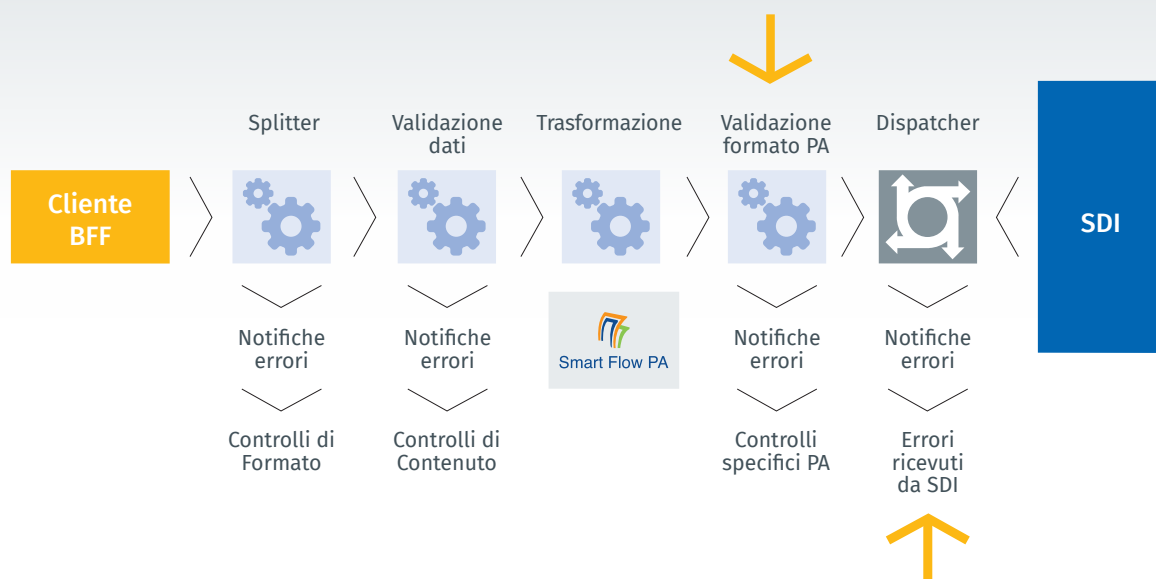 Splitter
Validazione
dati
Trasformazione
Validazione
formato PA
Dispatcher
Cliente
BFF
SDI
Notifiche
errori
Notifiche
errori
Smart Flow PA
Notifiche
errori
Notifiche
errori
Controlli di
Formato
Controlli di
Contenuto
Controlli
specifici PA
Errori
ricevuti
da SDI